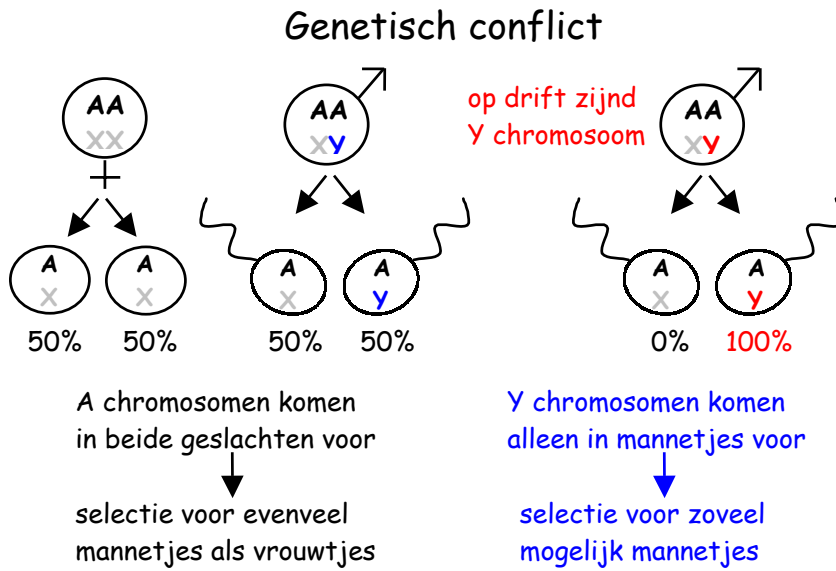 Genetisch conflict
AA
XX
AA
XY
op drift zijnd
Y chromosoom
AA
XY
A
X
A
X
A
X
A
Y
A
X
A
Y
50%
50%
50%
50%
0%
100%
A chromosomen komen
in beide geslachten voor
selectie voor evenveel
mannetjes als vrouwtjes
Y chromosomen komen
alleen in mannetjes voor
selectie voor zoveel
mogelijk mannetjes